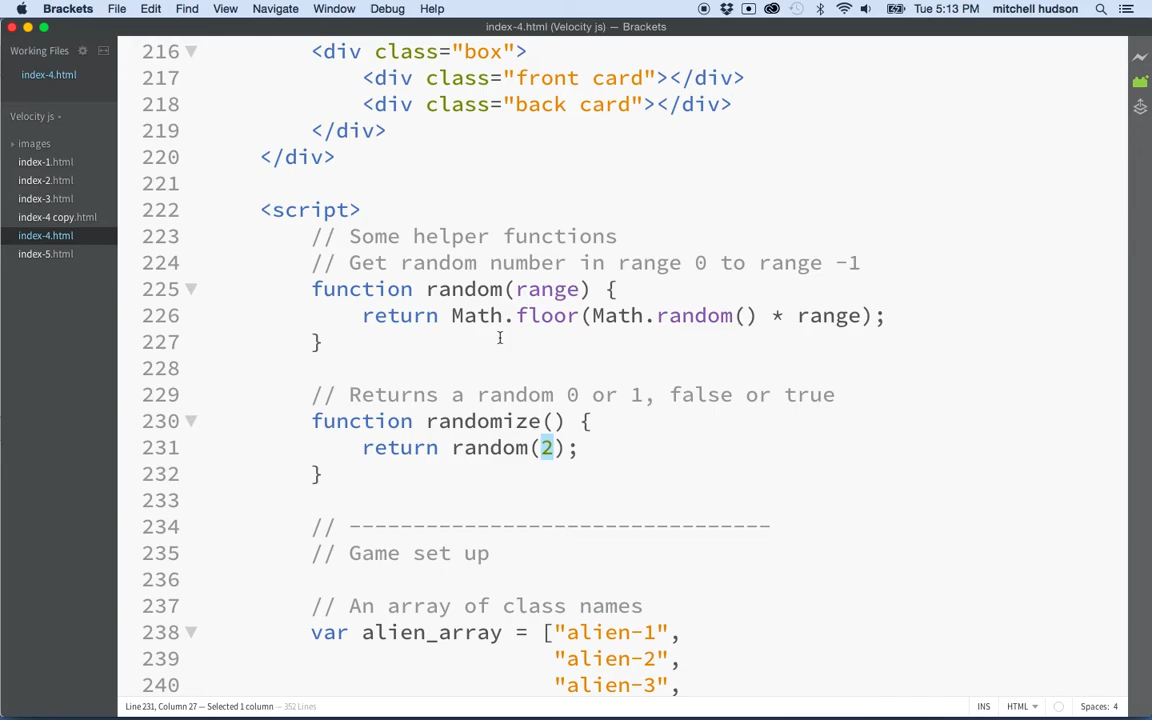 Brackets File Edit Find View Navigate Window Debug Help Tue 5:13 PM mitchell hudson
index-4.html (Velocity js) — Brackets
Working Files
index-4.html
Velocity js
images
index-1.html
index-2.html
index-3.html
index-4 copy.html
index-4.html
index-5.html
216 <div class="box">
217 <div class="front card"></div>
218 <div class="back card"></div>
219 </div>
220 </div>
221
222 <script>
223 // Some helper functions
224 // Get random number in range 0 to range -1
225 function random(range) {
226 return Math.floor(Math.random() * range);
227 }
228
229 // Returns a random 0 or 1, false or true
230 function randomize() {
231 return random(2);
232 }
233
234 // ---------------------------------
235 // Game set up
236
237 // An array of class names
238 var alien_array = ["alien-1",
239 "alien-2",
240 "alien-3",
Line 231, Column 27 — Selected 1 column — 352 Lines INS HTML Spaces: 4